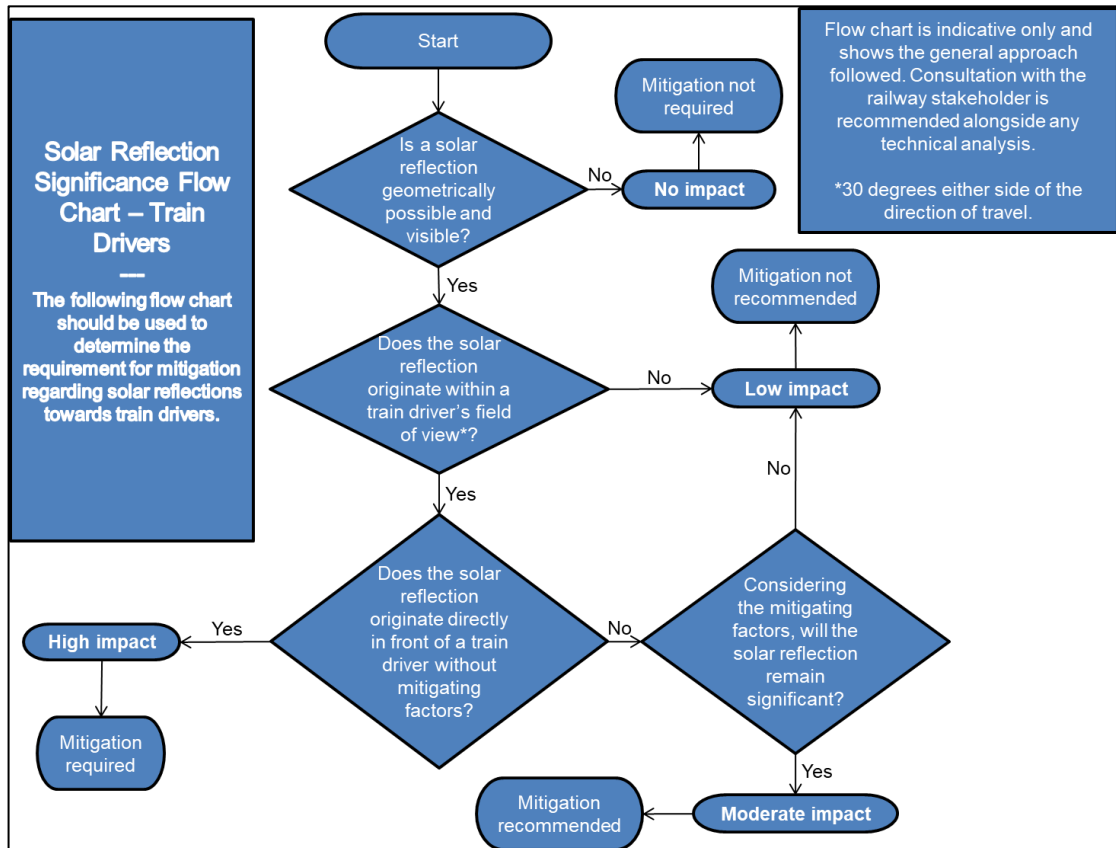 Solar Reflection
Significance Flow
Chart – Train
Drivers
---
The following flow chart
should be used to
determine the
requirement for mitigation
regarding solar reflections
towards train drivers.
Start
Flow chart is indicative only and
shows the general approach
followed. Consultation with the
railway stakeholder is
recommended alongside any
technical analysis.
*30 degrees either side of the
direction of travel.
Mitigation not
required
Is a solar
reflection
geometrically
possible and
visible?
No
No impact
Yes
Mitigation not
recommended
Does the solar
reflection
originate within a
train driver’s field
of view*?
No
Low impact
Yes
No
Does the solar
reflection
originate directly
in front of a train
driver without
mitigating
factors?
Yes
High impact
Mitigation
required
No
Considering
the mitigating
factors, will the
solar reflection
remain
significant?
Yes
Moderate impact
Mitigation
recommended